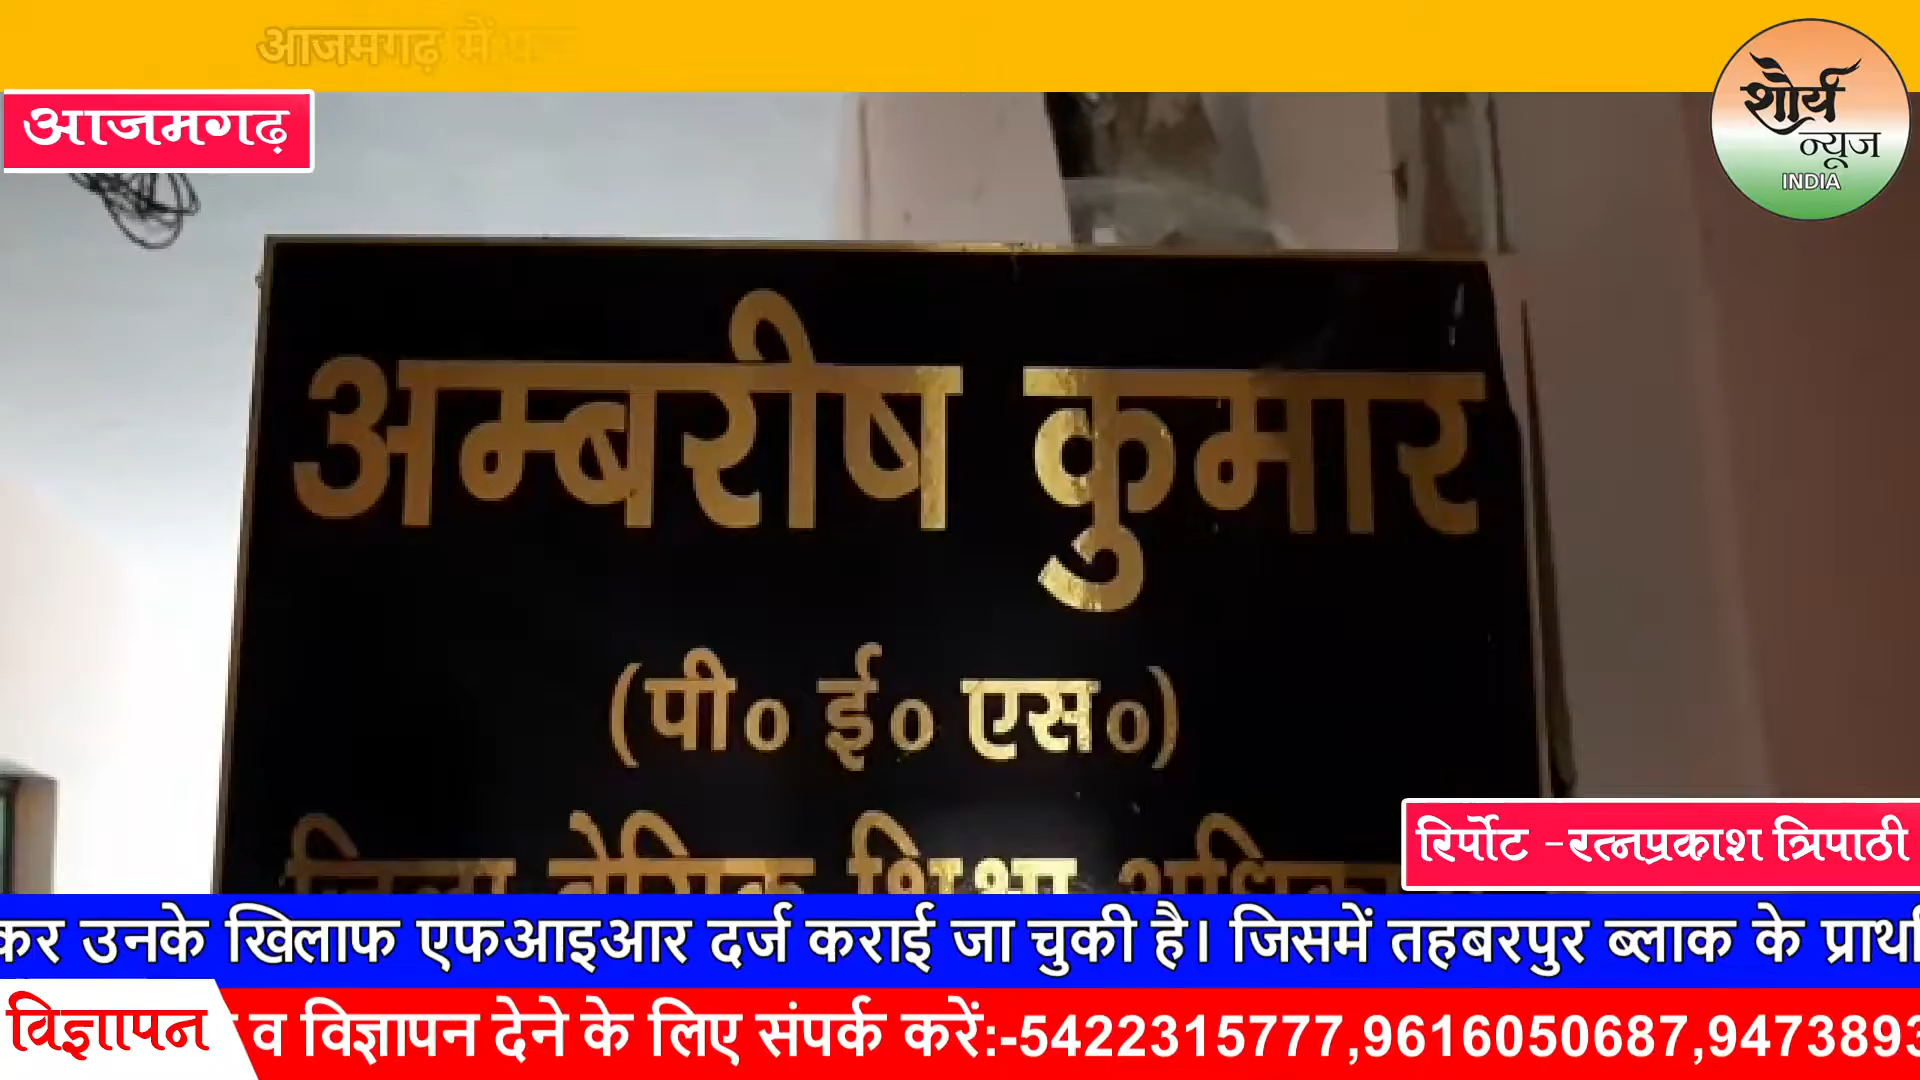 आजमगढ़ में
आजमगढ़
शौर्य
न्यूज
INDIA
अम्बरीष कुमार
(पी० ई० एस०)
जिला बेसिक शिक्षा
रिर्पोट -रत्नप्रकाश त्रिपाठी
कर उनके खिलाफ एफआइआर दर्ज कराई जा चुकी है। जिसमें तहबरपुर ब्लाक के
विज्ञापन
व विज्ञापन देने के लिए संपर्क करें:-5422315777,9616050687,9473893